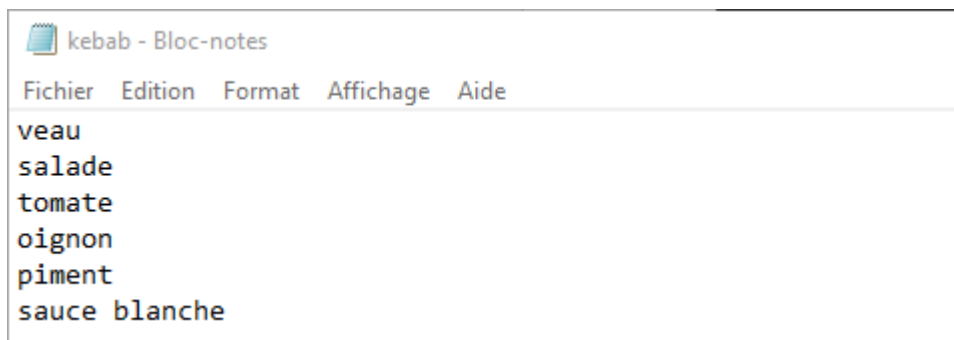 kebab - Bloc-notes
Fichier Edition Format Affichage Aide
veau
salade
tomate
oignon
piment
sauce blanche